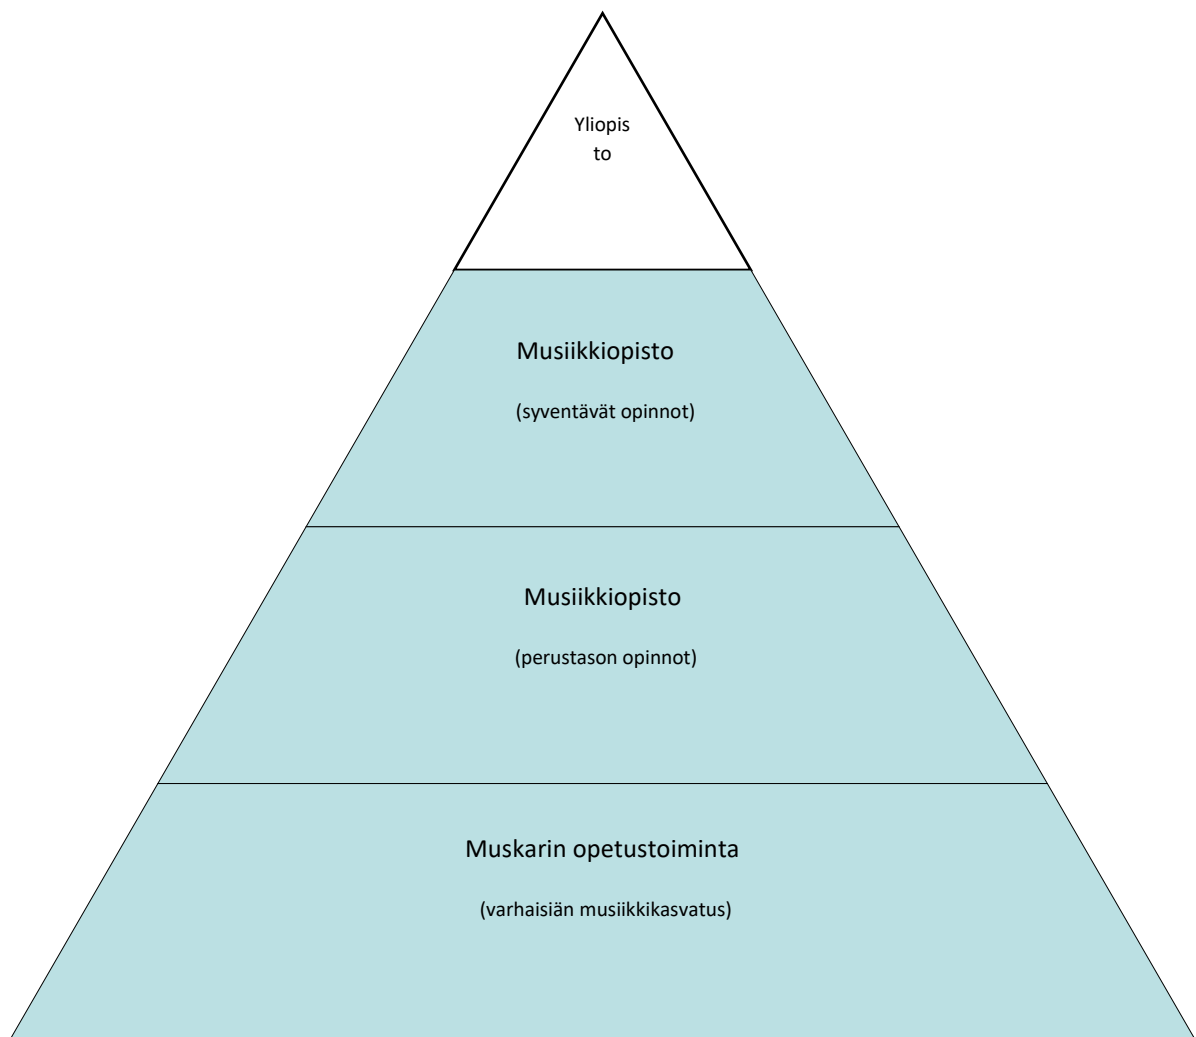 Yliopis
to
Musiikkiopisto
(syventävät opinnot)
Musiikkiopisto
(perustason opinnot)
Muskarin opetustoiminta
(varhaisiän musiikkikasvatus)